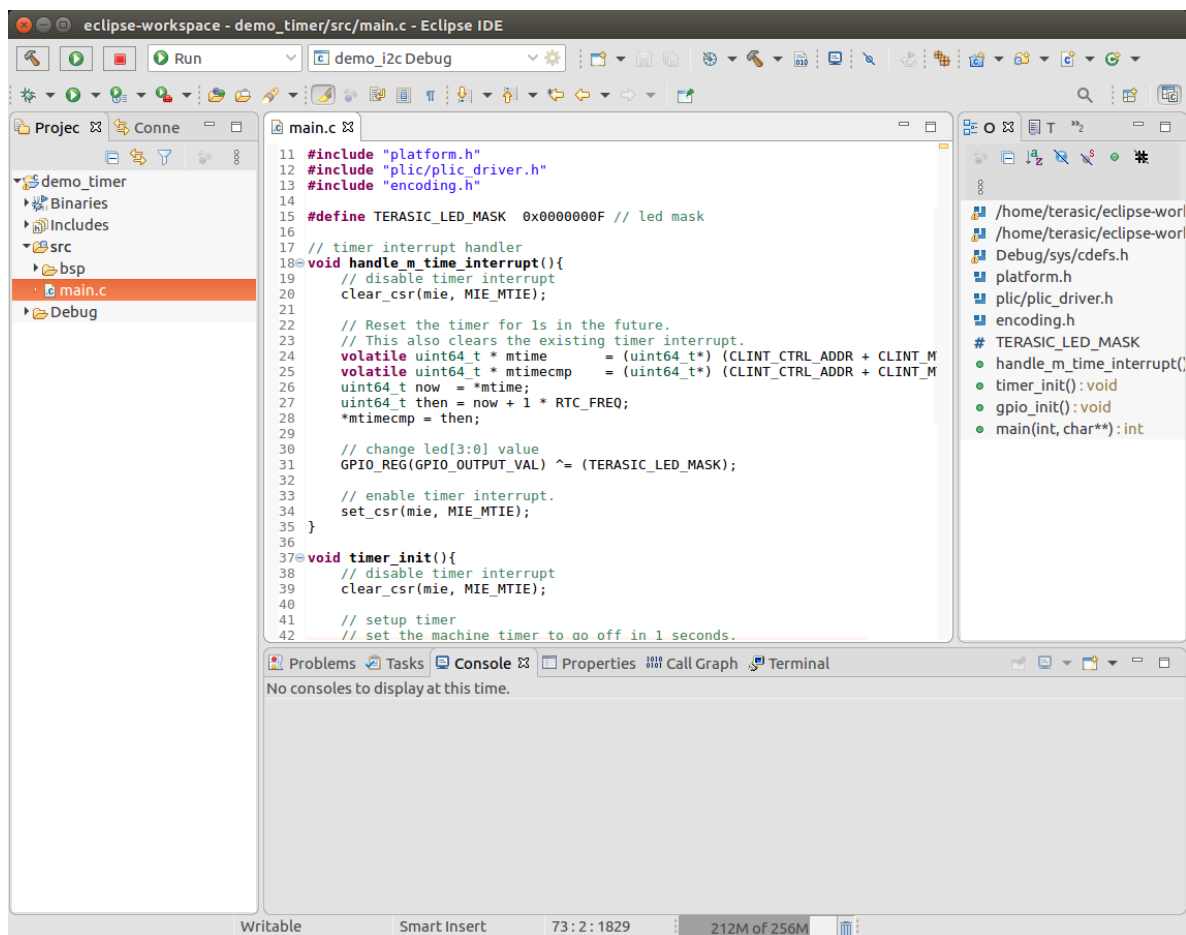 eclipse-workspace - demo_timer/src/main.c - Eclipse IDE
Run
demo_i2c Debug
Projec
Conne
demo_timer
Binaries
Includes
src
bsp
main.c
Debug
main.c
11 #include "platform.h"
12 #include "plic/plic_driver.h"
13 #include "encoding.h"
14
15 #define TERASIC_LED_MASK 0x0000000F // led mask
16
17 // timer interrupt handler
18 void handle_m_time_interrupt(){
19 // disable timer interrupt
20 clear_csr(mie, MIE_MTIE);
21
22 // Reset the timer for 1s in the future.
23 // This also clears the existing timer interrupt.
24 volatile uint64_t * mtime = (uint64_t*) (CLINT_CTRL_ADDR + CLINT_M
25 volatile uint64_t * mtimecmp = (uint64_t*) (CLINT_CTRL_ADDR + CLINT_M
26 uint64_t now = *mtime;
27 uint64_t then = now + 1 * RTC_FREQ;
28 *mtimecmp = then;
29
30 // change led[3:0] value
31 GPIO_REG(GPIO_OUTPUT_VAL) ^= (TERASIC_LED_MASK);
32
33 // enable timer interrupt.
34 set_csr(mie, MIE_MTIE);
35 }
36
37 void timer_init(){
38 // disable timer interrupt
39 clear_csr(mie, MIE_MTIE);
40
41 // setup timer
42 // set the machine timer to go off in 1 seconds.
O
T
»2
/home/terasic/eclipse-worl
/home/terasic/eclipse-worl
Debug/sys/cdefs.h
platform.h
plic/plic_driver.h
encoding.h
# TERASIC_LED_MASK
handle_m_time_interrupt()
timer_init() : void
gpio_init() : void
main(int, char**) : int
Problems
Tasks
Console
Properties
Call Graph
Terminal
No consoles to display at this time.
Writable
Smart Insert
73 : 2 : 1829
212M of 256M